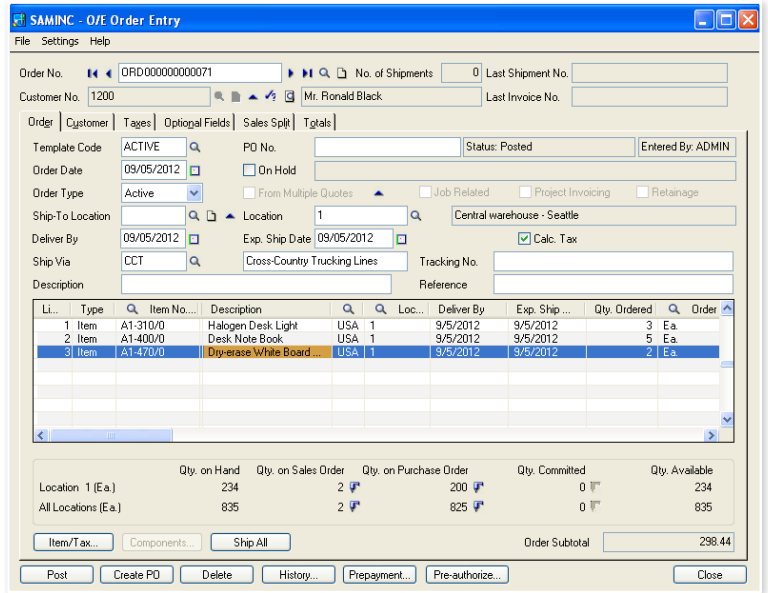 SAMINC - O/E Order Entry
File Settings Help
Order No. ORD000000000071 No. of Shipments 0 Last Shipment No.
Customer No. 1200 Mr. Ronald Black Last Invoice No.
Order Customer Taxes Optional Fields Sales Split Totals
Template Code ACTIVE PO No. Status: Posted Entered By: ADMIN
Order Date 09/05/2012 On Hold
Order Type Active From Multiple Quotes Job Related Project Invoicing Retainage
Ship-To Location Location 1 Central warehouse - Seattle
Deliver By 09/05/2012 Exp. Ship Date 09/05/2012 Calc. Tax
Ship Via CCT Cross-Country Trucking Lines Tracking No.
Description Reference
Li... Type Item No.... Description Loc... Deliver By Exp. Ship ... Qty. Ordered Order
1 Item A1-310/0 Halogen Desk Light USA 1 9/5/2012 9/5/2012 3 Ea.
2 Item A1-400/0 Desk Note Book USA 1 9/5/2012 9/5/2012 5 Ea.
3 Item A1-470/0 Dry-erase White Board ... USA 1 9/5/2012 9/5/2012 2 Ea.
Qty. on Hand Qty. on Sales Order Qty. on Purchase Order Qty. Committed Qty. Available
Location 1 (Ea.) 234 2 200 0 234
All Locations (Ea.) 835 2 825 0 835
Item/Tax... Components... Ship All Order Subtotal 298.44
Post Create PO Delete History... Prepayment... Pre-authorize... Close